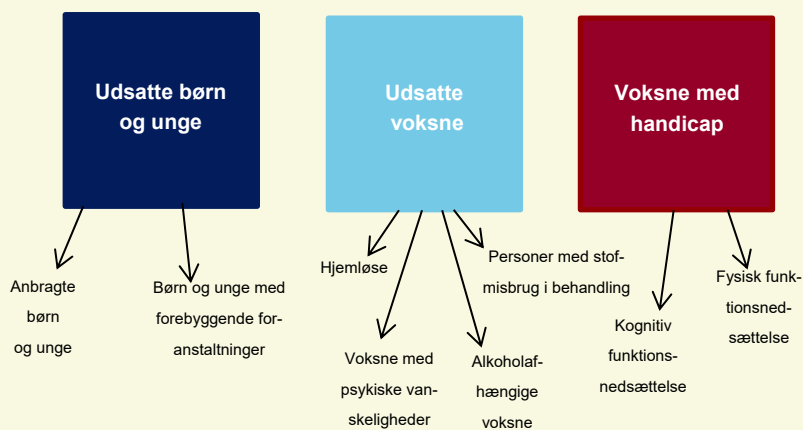 Udsatte børn
og unge
Udsatte
voksne
Voksne med
handicap
Anbragte
børn
og unge
Børn og unge med
forebyggende for-
anstaltninger
Hjemløse
Voksne med
psykiske van-
skeligheder
Alkoholaf-
hængige
voksne
Personer med stof-
misbrug i behandling
Kognitiv
funktions-
nedsættelse
Fysisk funk-
tionsned-
sættelse